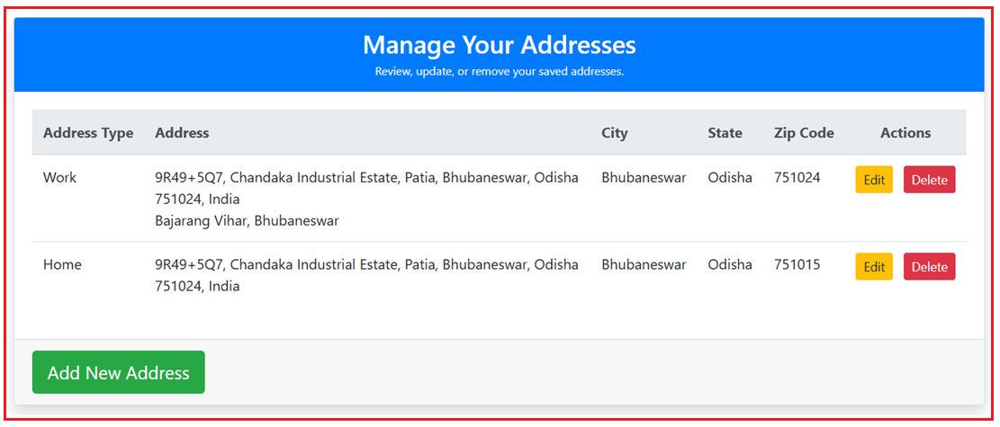 Manage Your Addresses
Review, update, or remove your saved addresses.
Address Type Address City State Zip Code Actions
Work 9R49+5Q7, Chandaka Industrial Estate, Patia, Bhubaneswar, Odisha Bhubaneswar Odisha 751024 Edit Delete
751024, India
Bajarang Vihar, Bhubaneswar
Home 9R49+5Q7, Chandaka Industrial Estate, Patia, Bhubaneswar, Odisha Bhubaneswar Odisha 751015 Edit Delete
751024, India
Add New Address